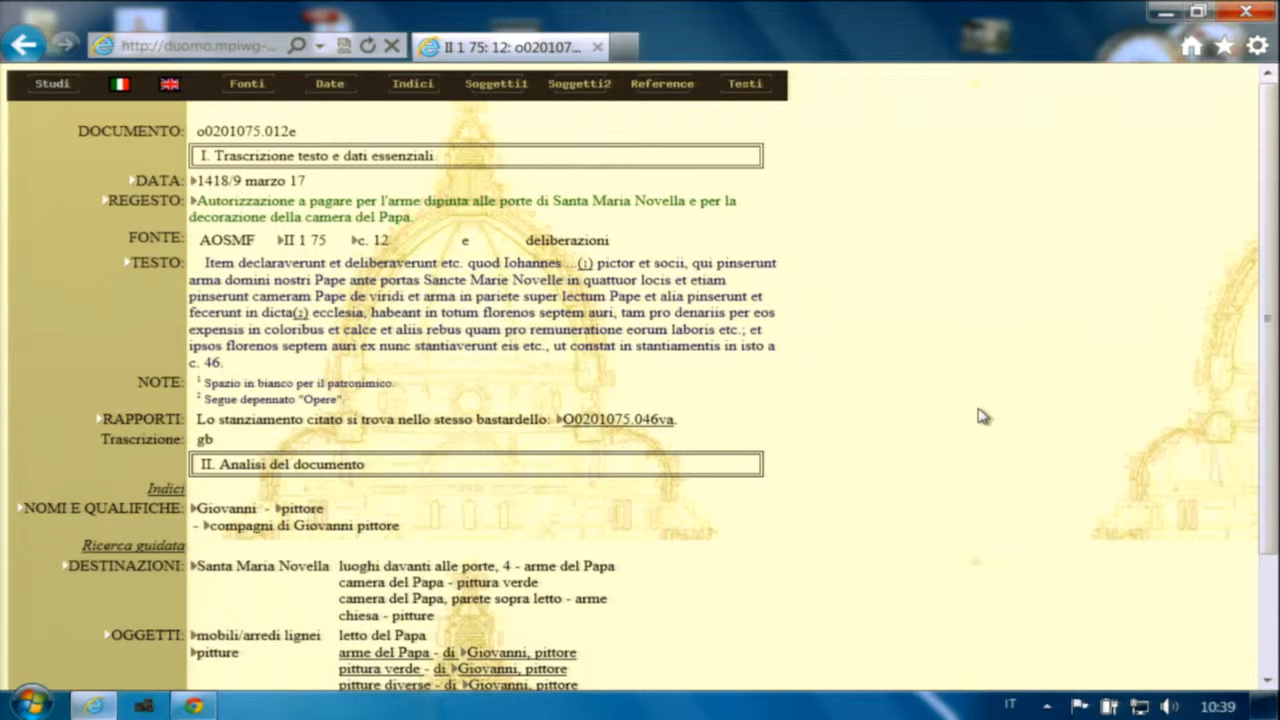 http://duomo.mpiwg-...
II 1 75: 12: o020107...
Studi Fonti Date Indici Soggetti1 Soggetti2 Reference Testi
DOCUMENTO: o0201075.012e
I. Trascrizione testo e dati essenziali
DATA: 1418/9 marzo 17
REGESTO: Autorizzazione a pagare per l'arme dipinta alle porte di Santa Maria Novella e per la
decorazione della camera del Papa.
FONTE: AOSMF II 1 75 c. 12 e deliberazioni
TESTO: Item declaraverunt et deliberaverunt etc. quod Iohannes ...(1) pictor et socii, qui pinserunt
arma domini nostri Pape ante portas Sancte Marie Novelle in quattuor locis et etiam
pinserunt cameram Pape de viridi et arma in pariete super lectum Pape et alia pinserunt et
fecerunt in dicta(2) ecclesia, habeant in totum florenos septem auri, tam pro denariis per eos
expensis in coloribus et calce et aliis rebus quam pro remuneratione eorum laboris etc.; et
ipsos florenos septem auri ex nunc stantiaverunt eis etc., ut constat in stantiamentis in isto a
c. 46.
NOTE: 1 Spazio in bianco per il patronimico.
2 Segue depennato "Opere".
RAPPORTI: Lo stanziamento citato si trova nello stesso bastardello: O0201075.046va.
Trascrizione: gb
II. Analisi del documento
Indici
NOMI E QUALIFICHE: Giovanni - pittore
- compagni di Giovanni pittore
Ricerca guidata
DESTINAZIONI: Santa Maria Novella luoghi davanti alle porte, 4 - arme del Papa
camera del Papa - pittura verde
camera del Papa, parete sopra letto - arme
chiesa - pitture
OGGETTI: mobili/arredi lignei letto del Papa
pitture arme del Papa - di Giovanni, pittore
pittura verde - di Giovanni, pittore
pitture diverse - di Giovanni, pittore
IT 10:39